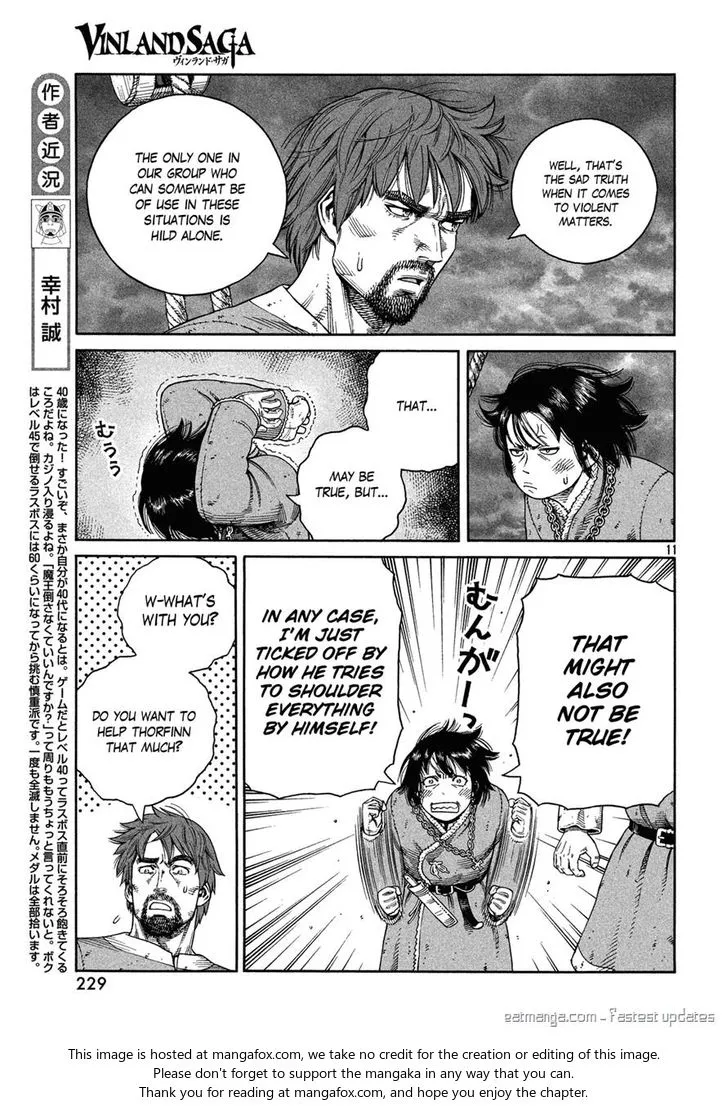 VINLAND SAGA
ヴィンランド・サガ
作者近況
幸村誠
40歳になった！すごいぞ、まさか自分が40代になるとは。ゲームだとレベル40ってラスボス直前にそろそろ飽きてくる
ころだよね。カジノ入り浸るよね。「魔王倒さなくていいんですか？」って周りももうちょっと言ってくれないと。ボク
はレベル45で倒せるラスボスには60くらいになってから挑む慎重派です。一度も全滅しません。メダルは全部拾います。
WELL, THAT'S
THE SAD TRUTH
WHEN IT COMES
TO VIOLENT
MATTERS.
THE ONLY ONE IN
OUR GROUP WHO
CAN SOMEWHAT BE
OF USE IN THESE
SITUATIONS IS
HILD ALONE.
THAT...
MAY BE
TRUE, BUT...
むうぅ
11
THAT
MIGHT
ALSO
NOT BE
TRUE!
むんがーっ
IN ANY CASE,
I'M JUST
TICKED OFF BY
HOW HE TRIES
TO SHOULDER
EVERYTHING
BY HIMSELF!
W-WHAT'S
WITH YOU?
DO YOU WANT TO
HELP THORFINN
THAT MUCH?
229
eatmanga.com - Fastest updates
This image is hosted at mangafox.com, we take no credit for the creation or editing of this image.
Please don't forget to support the mangaka in any way that you can.
Thank you for reading at mangafox.com, and hope you enjoy the chapter.